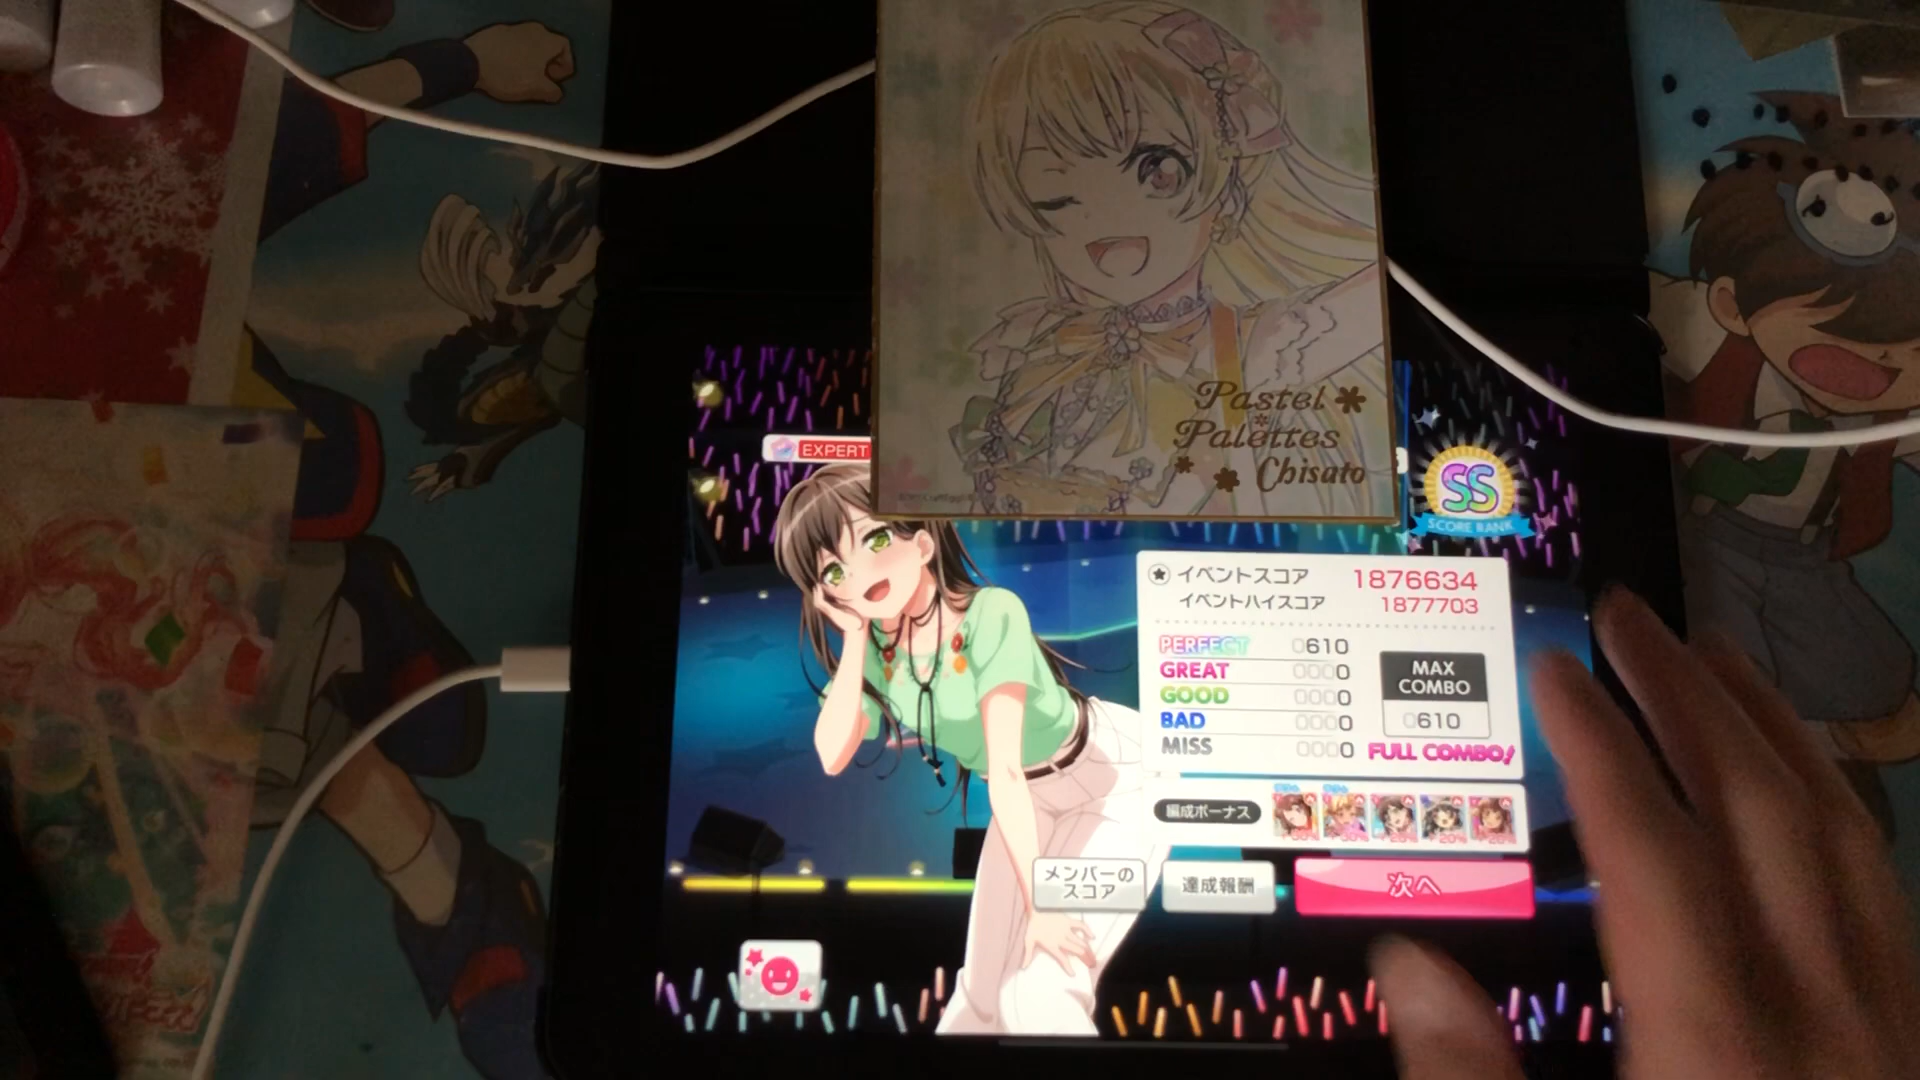 Pastel
Palettes
Chisato
EXPERT
SS
SCORE RANK
イベントスコア 1876634
イベントハイスコア 1877703
PERFECT 0610
GREAT 0000
GOOD 0000
BAD 0000
MISS 0000
MAX
COMBO
0610
FULL COMBO!
編成ボーナス
メンバーの
スコア
達成報酬
次へ